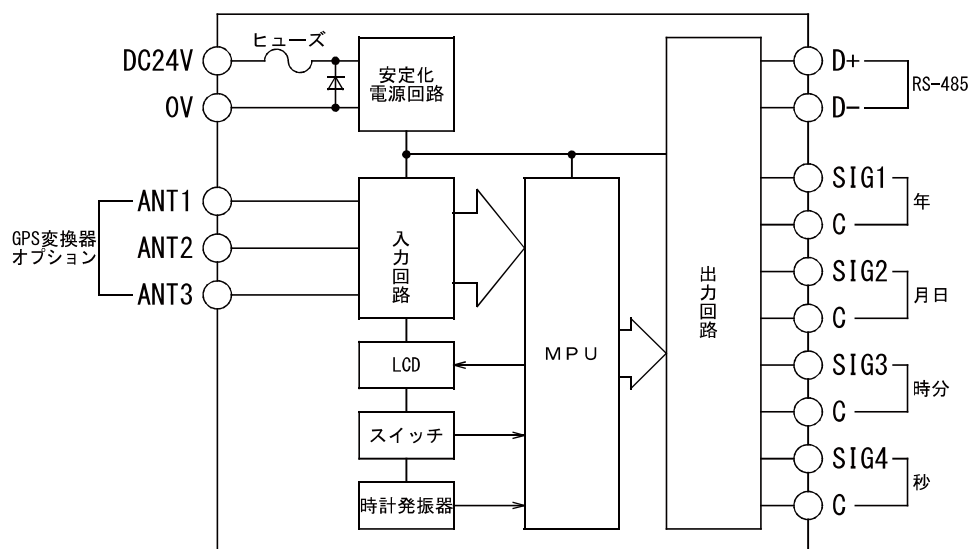 ヒューズ
DC24V
0V
安定化
電源回路
ANT1
ANT2
ANT3
GPS変換器
オプション
入力回路
LCD
スイッチ
時計発振器
MPU
出力回路
D+
D-
RS-485
SIG1
C
年
SIG2
C
月日
SIG3
C
時分
SIG4
C
秒